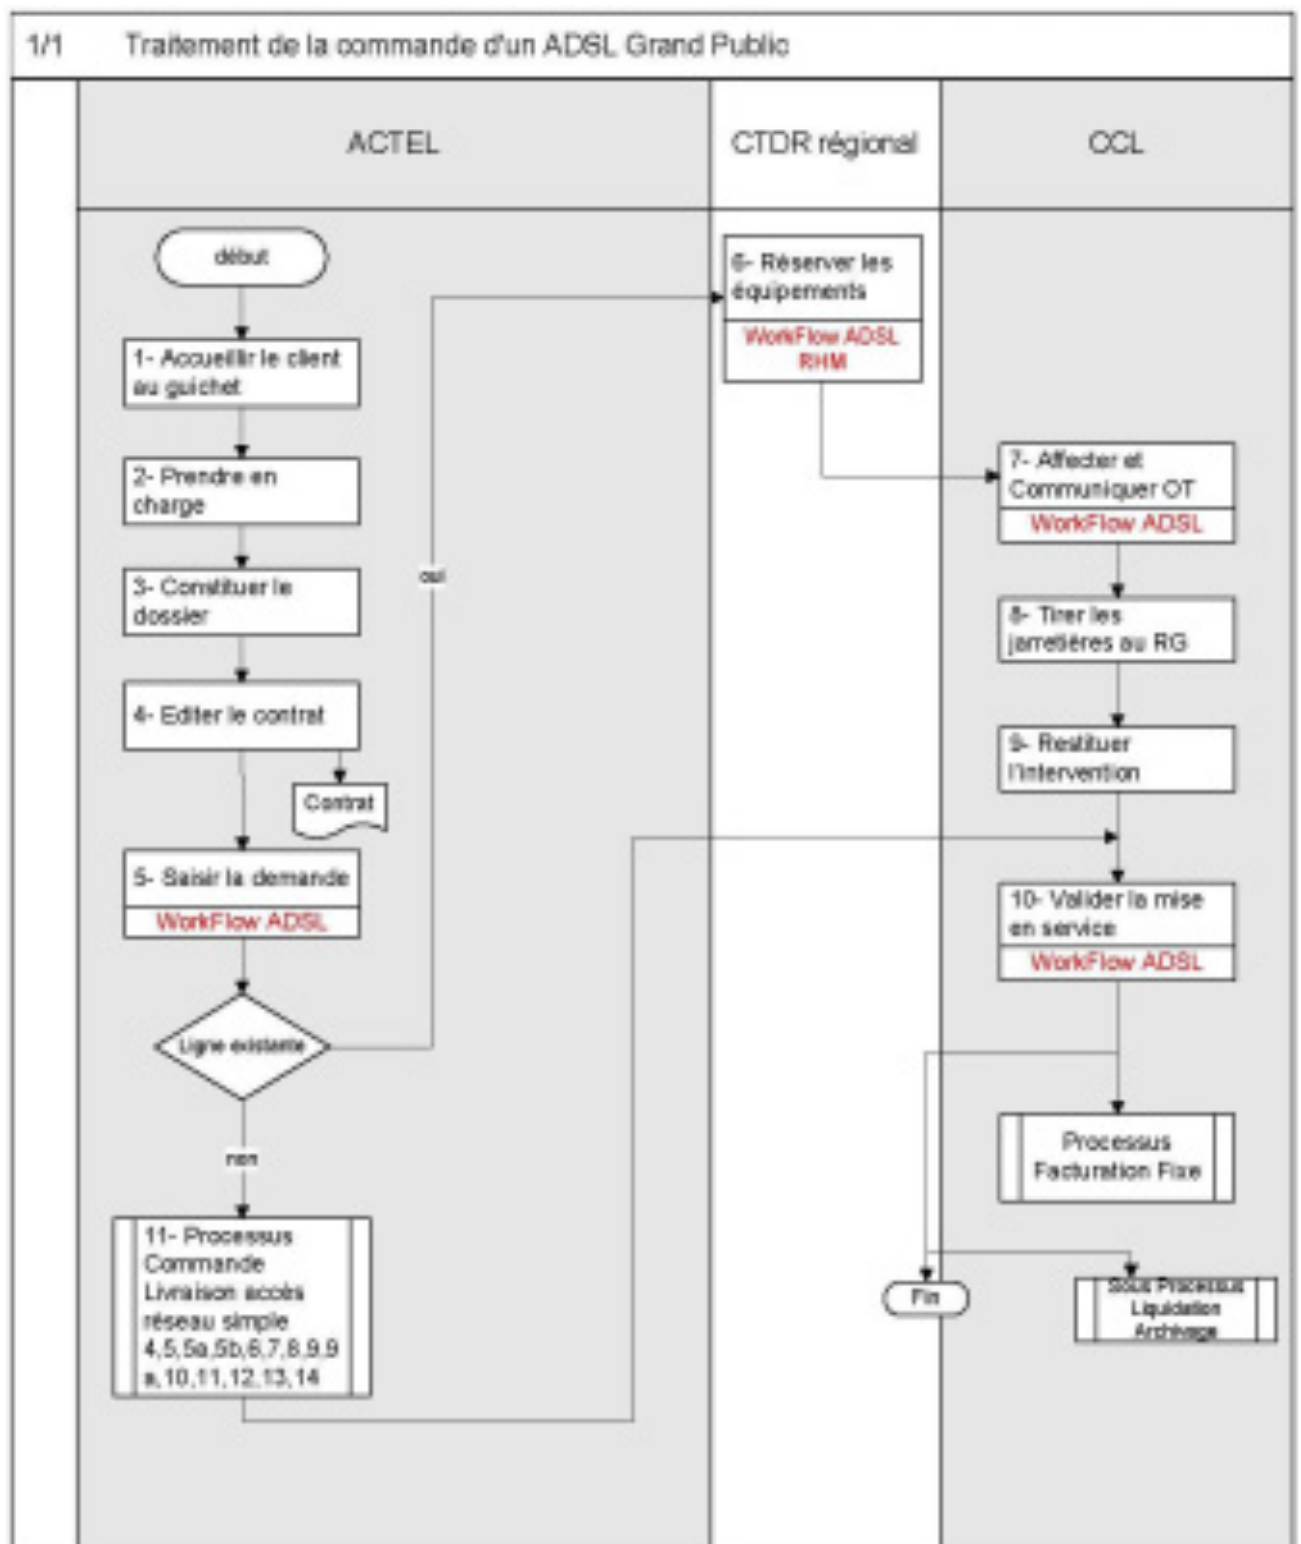 1/1 Traitement de la commande d'un ADSL Grand Public
ACTEL
CTDR régional
CCL
début
1- Accueillir le client
au guichet
2- Prendre en
charge
3- Constituer le
dossier
4- Editer le contrat
Contrat
5- Saisir la demande
WorkFlow ADSL
Ligne existante
oui
non
11- Processus
Commande
Livraison accès
réseau simple
4,5,5a,5b,6,7,8,9,9
a,10,11,12,13,14
6- Réserver les
équipements
WorkFlow ADSL
RHM
7- Affecter et
Communiquer OT
WorkFlow ADSL
8- Tirer les
jarretières au RG
9- Restituer
l'intervention
10- Valider la mise
en service
WorkFlow ADSL
Processus
Facturation Fixe
Fin
Sous Processus
Liquidation
Archivage